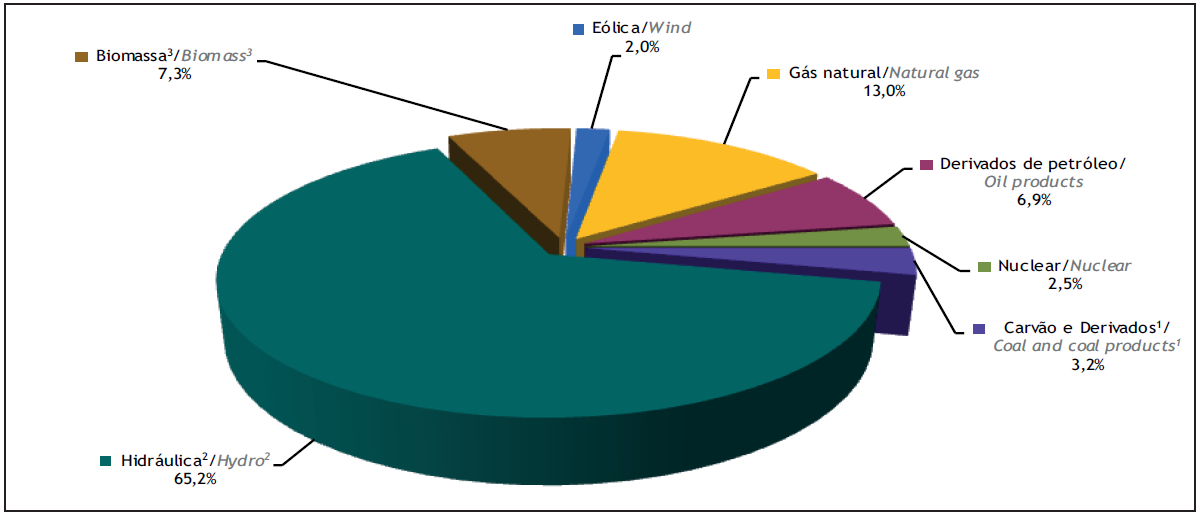 Eólica/Wind
2,0%
Biomassa³/Biomass³
7,3%
Gás natural/Natural gas
13,0%
Derivados de petróleo/
Oil products
6,9%
Nuclear/Nuclear
2,5%
Carvão e Derivados¹/
Coal and coal products¹
3,2%
Hidráulica²/Hydro²
65,2%